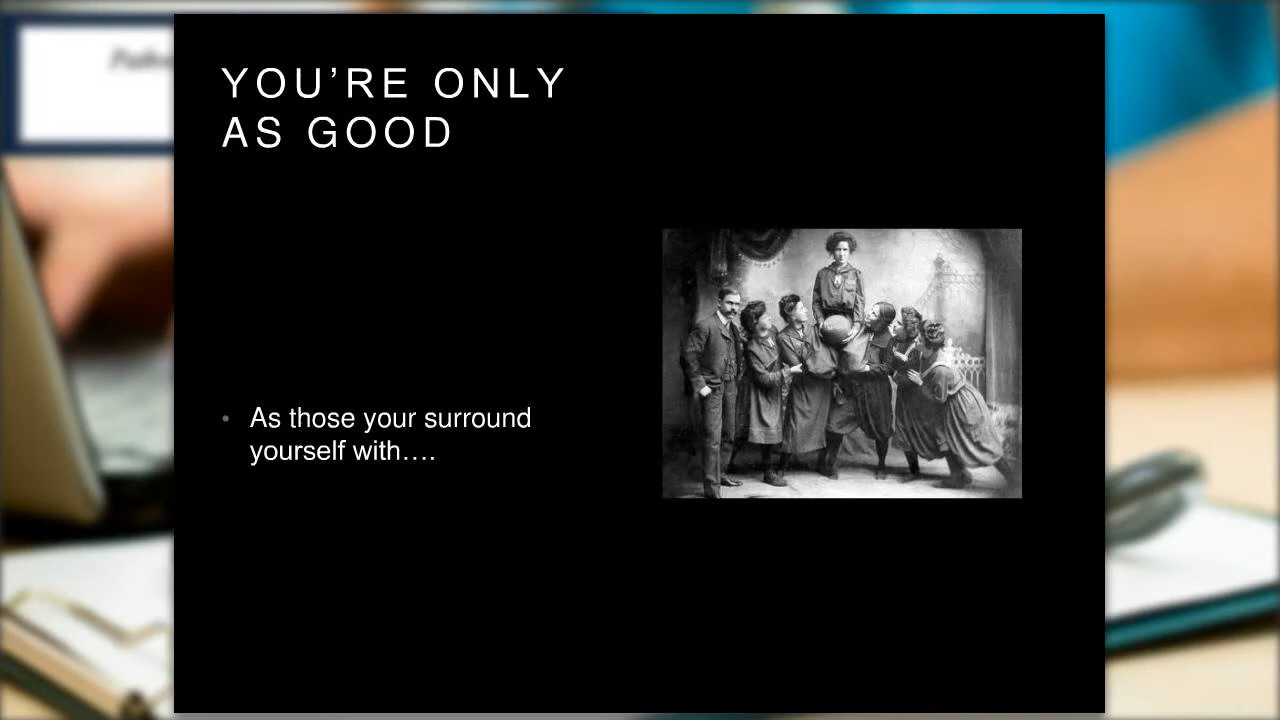 YOU’RE ONLY
AS GOOD
• As those your surround
yourself with….